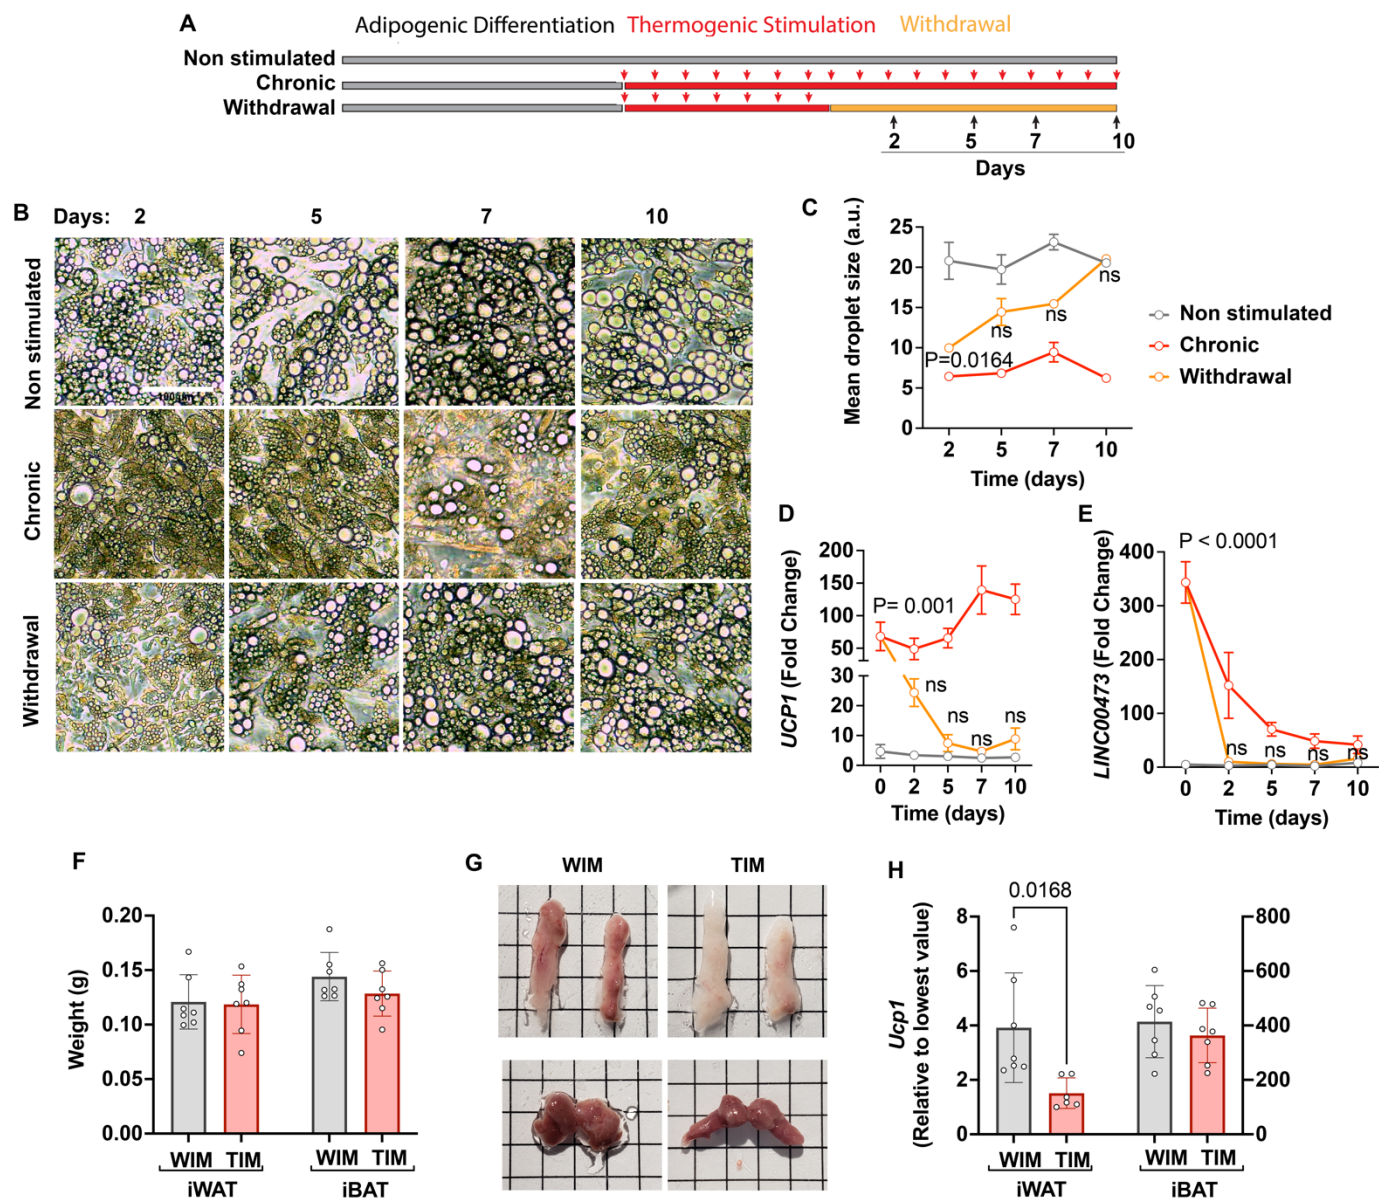 A
Adipogenic Differentiation Thermogenic Stimulation Withdrawal
Non stimulated
Chronic
Withdrawal
2 5 7 10
Days
B
Days: 2 5 7 10
Non stimulated
Chronic
Withdrawal
C
Mean droplet size (a.u.)
25
20
15
10
5
0
P=0.0164
ns
ns
ns
2 5 7 10
Time (days)
Non stimulated
Chronic
Withdrawal
D
UCP1 (Fold Change)
200
150
100
50
30
20
10
0
P= 0.001
ns
ns
ns
ns
0 2 5 7 10
Time (days)
E
LINC00473 (Fold Change)
400
300
200
100
0
P < 0.0001
ns
ns
ns
ns
0 2 5 7 10
Time (days)
F
Weight (g)
0.20
0.15
0.10
0.05
0.00
WIM TIM WIM TIM
iWAT iBAT
G
WIM TIM
H
Ucp1
(Relative to lowest value)
0.0168
8
6
4
2
0
800
600
400
200
0
WIM TIM WIM TIM
iWAT iBAT